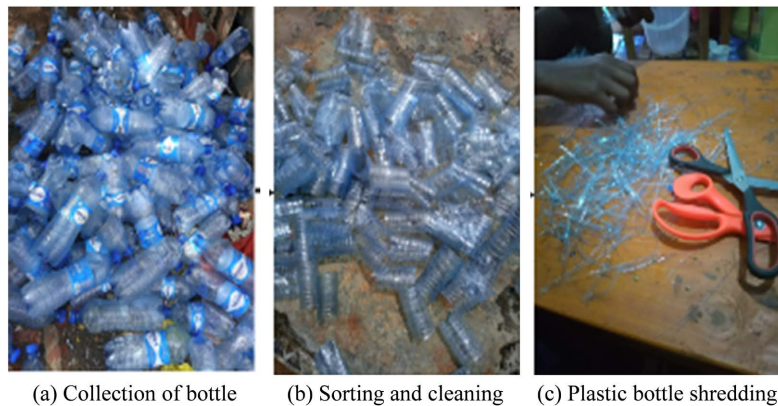 (a) Collection of bottle
(b) Sorting and cleaning
(c) Plastic bottle shredding